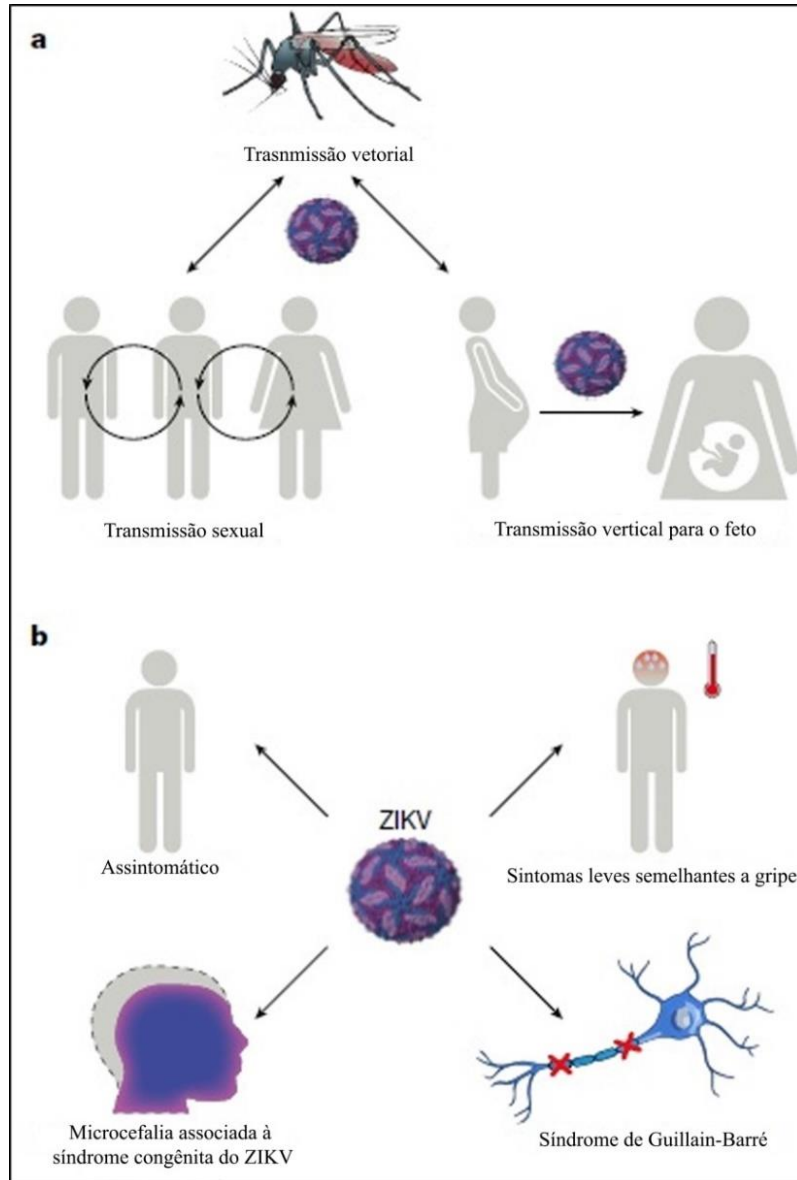 a
Trasnmissão vetorial
Transmissão sexual
Transmissão vertical para o feto
b
ZIKV
Assintomático
Sintomas leves semelhantes a gripe
Microcefalia associada à
síndrome congênita do ZIKV
Síndrome de Guillain-Barré